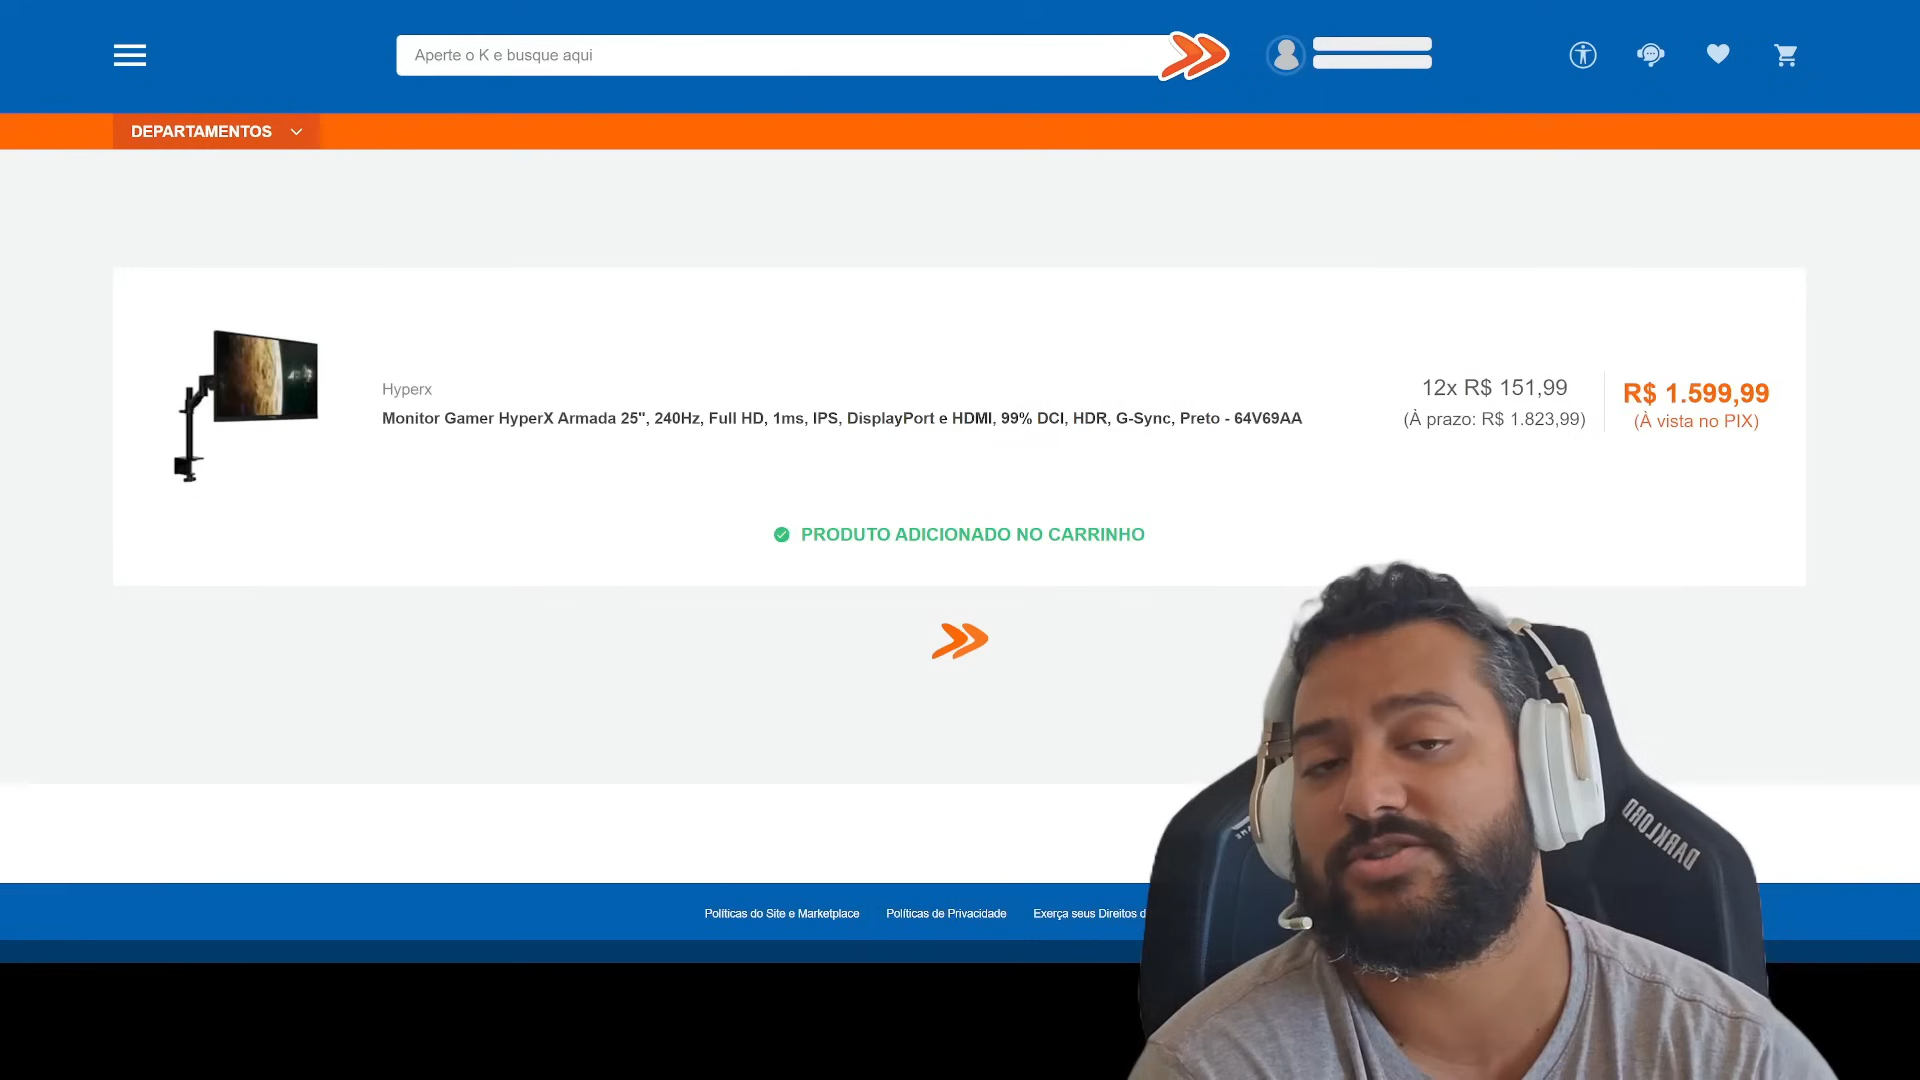 Aperte o K e busque aqui
DEPARTAMENTOS
Hyperx
Monitor Gamer HyperX Armada 25", 240Hz, Full HD, 1ms, IPS, DisplayPort e HDMI, 99% DCI, HDR, G-Sync, Preto - 64V69AA
12x R$ 151,99
(À prazo: R$ 1.823,99)
R$ 1.599,99
(À vista no PIX)
PRODUTO ADICIONADO NO CARRINHO
DARKLORD
Políticas do Site e Marketplace
Políticas de Privacidade
Exerça seus Direitos d